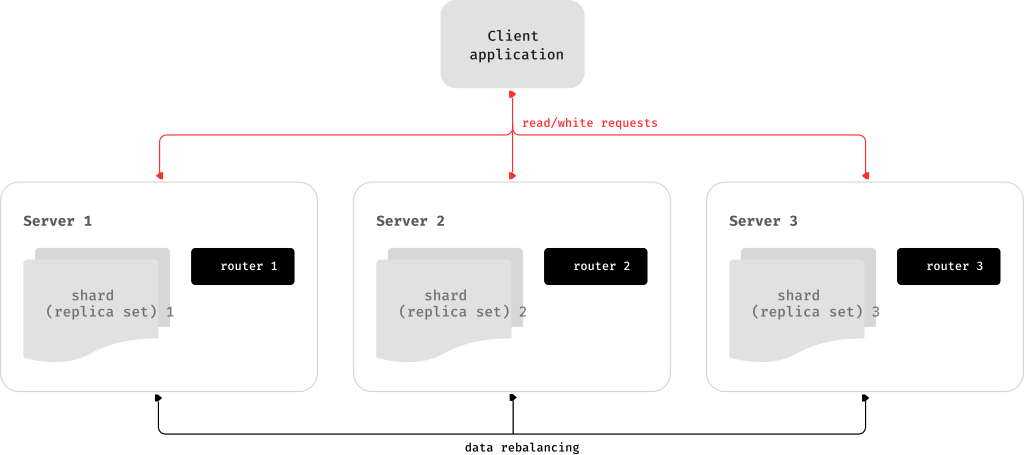 Client
application
read/white requests
Server 1
Server 2
Server 3
router 1
router 2
router 3
shard
(replica set) 1
shard
(replica set) 2
shard
(replica set) 3
data rebalancing